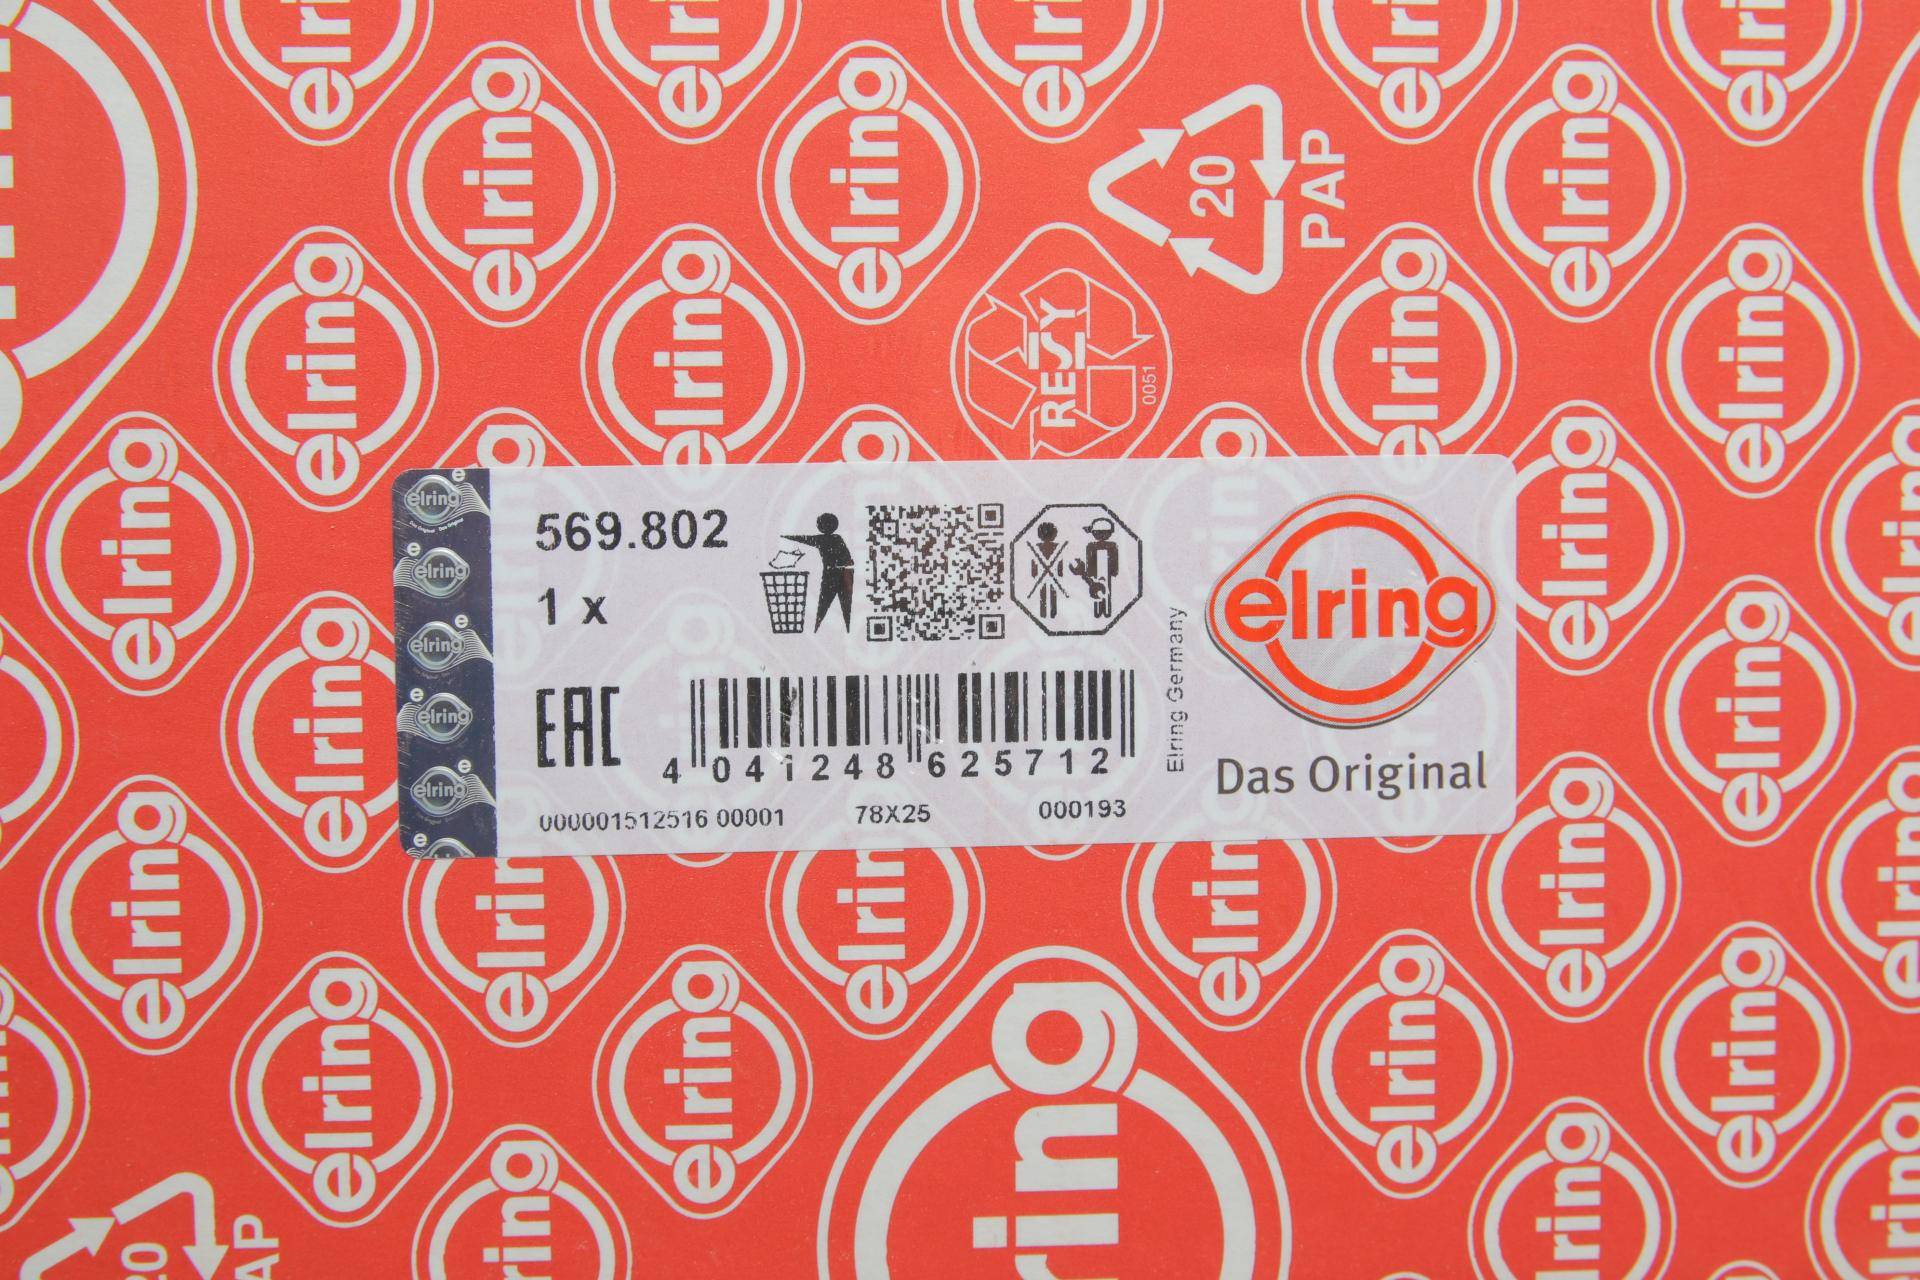 569.802
1 x
EAC
4 041248 625712
000001512516 00001 78X25 000193
Elring Germany
elring
Das Original
20
PAP
RESY
0051